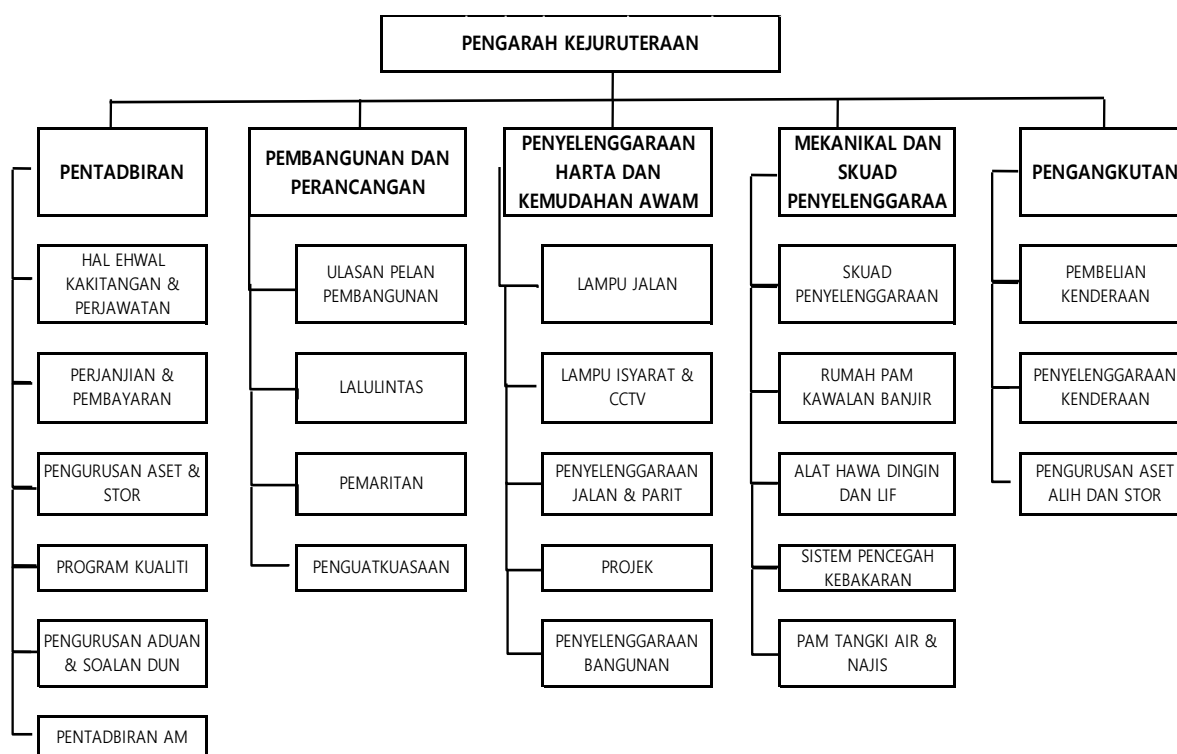 PENGARAH KEJURUTERAAN
PENTADBIRAN
HAL EHWAL
KAKITANGAN &
PERJAWATAN
PERJANJIAN &
PEMBAYARAN
PENGURUSAN ASET &
STOR
PROGRAM KUALITI
PENGURUSAN ADUAN
& SOALAN DUN
PENTADBIRAN AM
PEMBANGUNAN DAN
PERANCANGAN
ULASAN PELAN
PEMBANGUNAN
LALULINTAS
PEMARITAN
PENGUATKUASAAN
PENYELENGGARAAN
HARTA DAN
KEMUDAHAN AWAM
LAMPU JALAN
LAMPU ISYARAT &
CCTV
PENYELENGGARAAN
JALAN & PARIT
PROJEK
PENYELENGGARAAN
BANGUNAN
MEKANIKAL DAN
SKUAD
PENYELENGGARAA
SKUAD
PENYELENGGARAAN
RUMAH PAM
KAWALAN BANJIR
ALAT HAWA DINGIN
DAN LIF
SISTEM PENCEGAH
KEBAKARAN
PAM TANGKI AIR &
NAJIS
PENGANGKUTAN
PEMBELIAN
KENDERAAN
PENYELENGGARAAN
KENDERAAN
PENGURUSAN ASET
ALIH DAN STOR